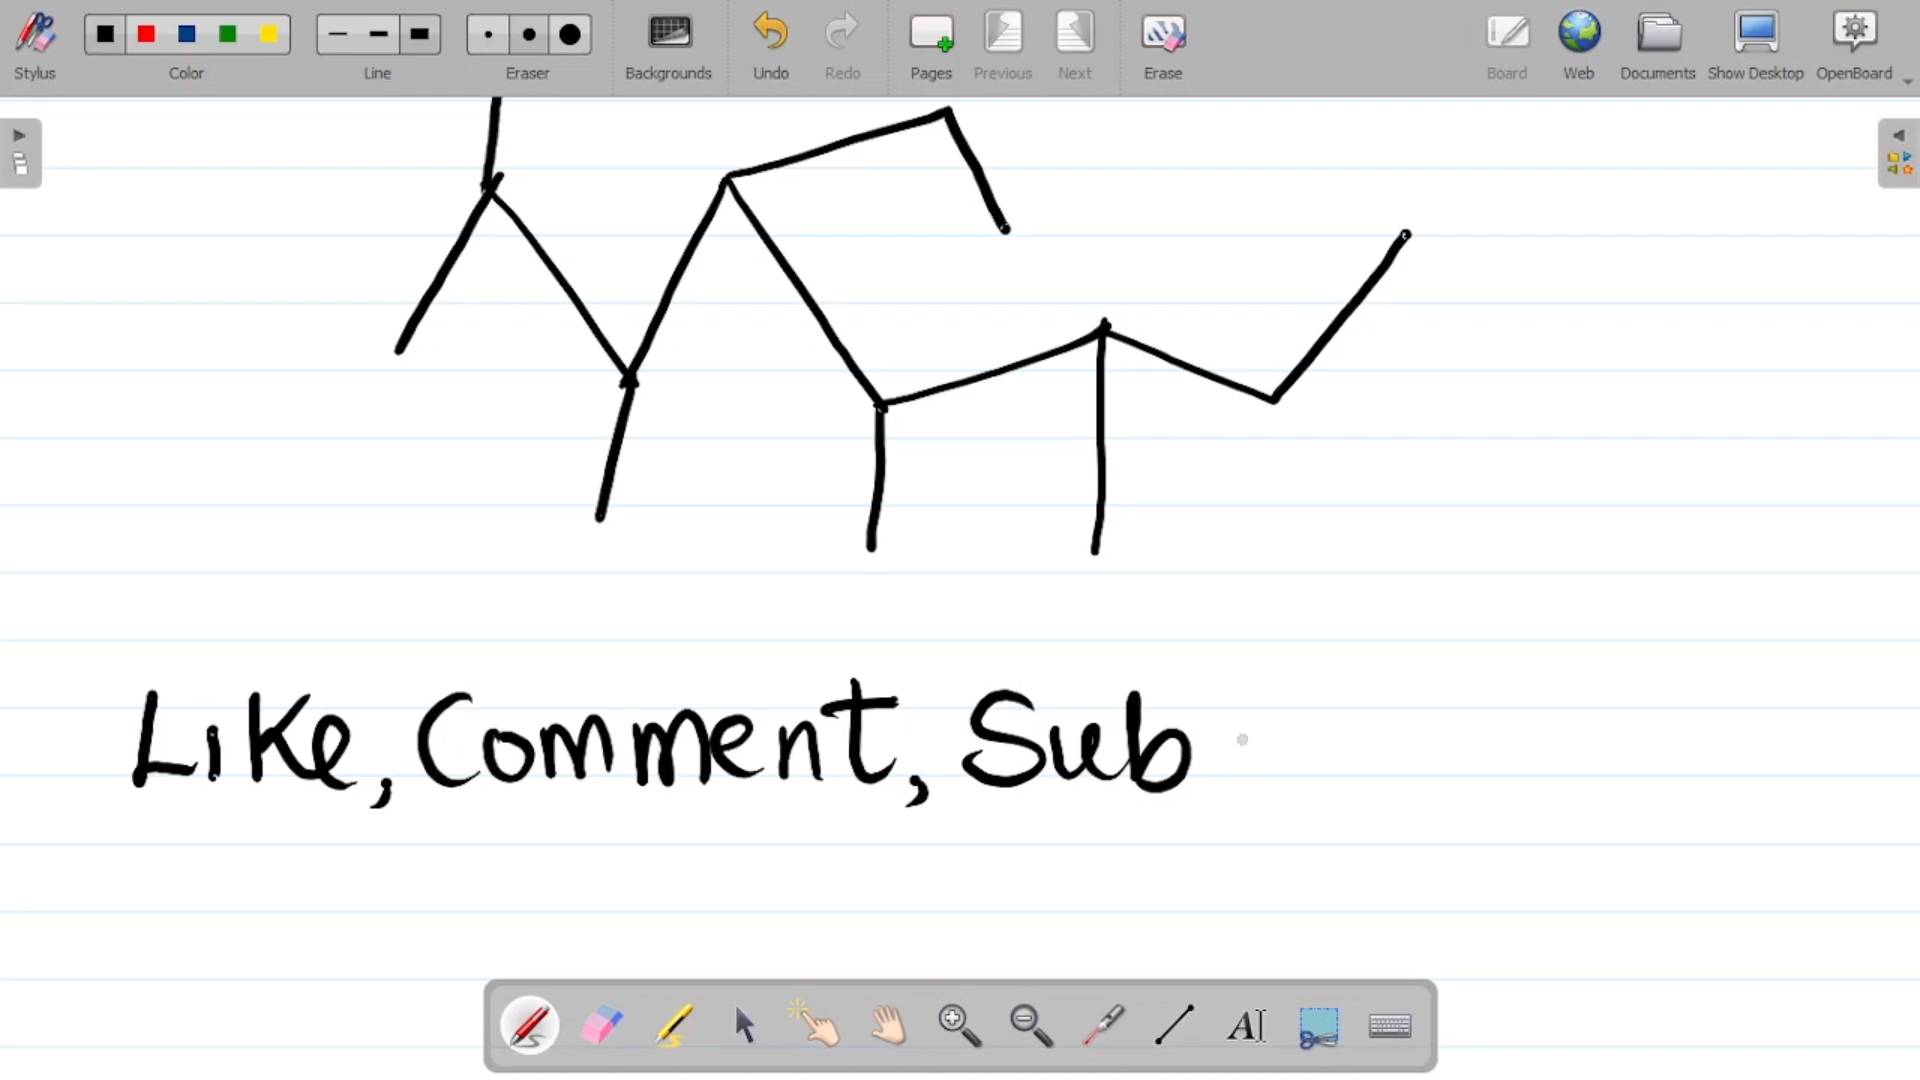 Stylus Color Line Eraser Backgrounds Undo Redo Pages Previous Next Erase Board Web Documents Show Desktop OpenBoard
Like, Comment, Sub